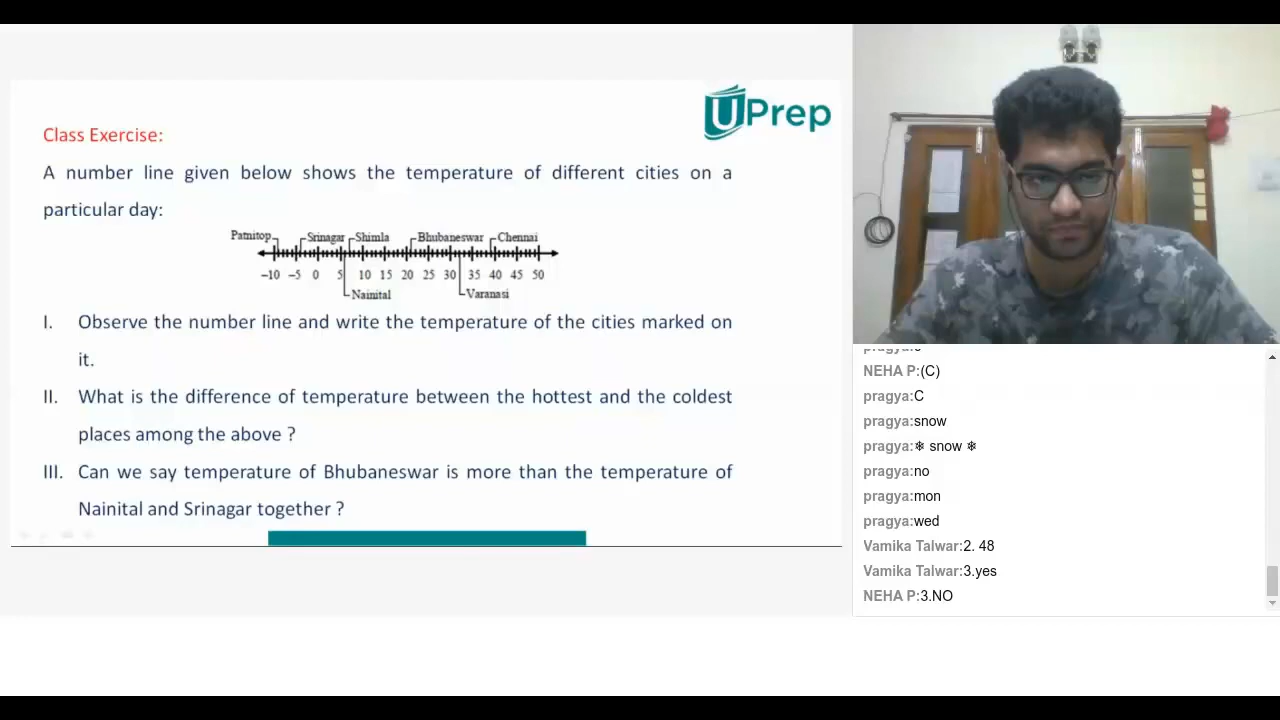 UPrep
Class Exercise:
A number line given below shows the temperature of different cities on a
particular day:
Patnitop Srinagar Shimla Bhubaneswar Chennai
–10 –5 0 5 10 15 20 25 30 35 40 45 50
Nainital Varanasi
I. Observe the number line and write the temperature of the cities marked on
it.
II. What is the difference of temperature between the hottest and the coldest
places among the above ?
III. Can we say temperature of Bhubaneswar is more than the temperature of
Nainital and Srinagar together ?
NEHA P:(C)
pragya:C
pragya:snow
pragya:❄ snow ❄
pragya:no
pragya:mon
pragya:wed
Vamika Talwar:2. 48
Vamika Talwar:3.yes
NEHA P:3.NO